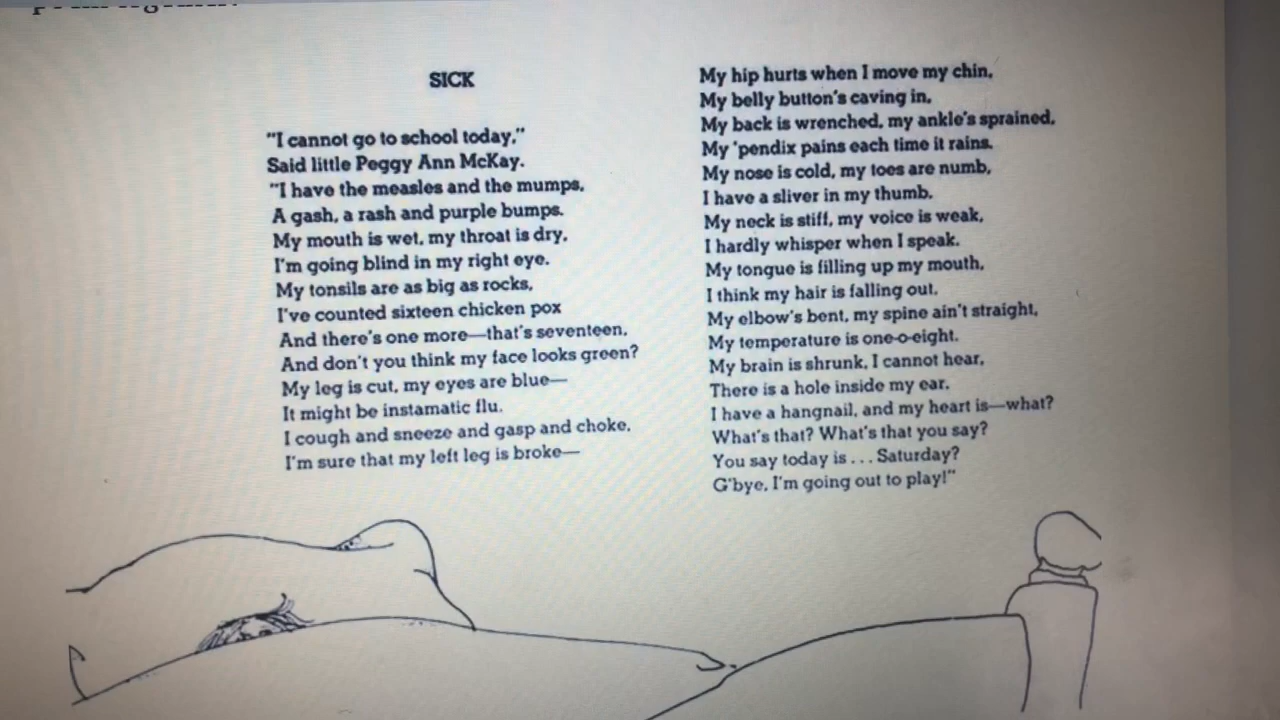 SICK
"I cannot go to school today,"
Said little Peggy Ann McKay.
"I have the measles and the mumps,
A gash, a rash and purple bumps.
My mouth is wet, my throat is dry,
I'm going blind in my right eye.
My tonsils are as big as rocks,
I've counted sixteen chicken pox
And there's one more—that's seventeen,
And don't you think my face looks green?
My leg is cut, my eyes are blue—
It might be instamatic flu.
I cough and sneeze and gasp and choke,
I'm sure that my left leg is broke—
My hip hurts when I move my chin,
My belly button's caving in,
My back is wrenched, my ankle's sprained,
My 'pendix pains each time it rains.
My nose is cold, my toes are numb,
I have a sliver in my thumb.
My neck is stiff, my voice is weak,
I hardly whisper when I speak.
My tongue is filling up my mouth,
I think my hair is falling out.
My elbow's bent, my spine ain't straight,
My temperature is one-o-eight.
My brain is shrunk, I cannot hear,
There is a hole inside my ear.
I have a hangnail, and my heart is—what?
What's that? What's that you say?
You say today is . . . Saturday?
G'bye, I'm going out to play!"